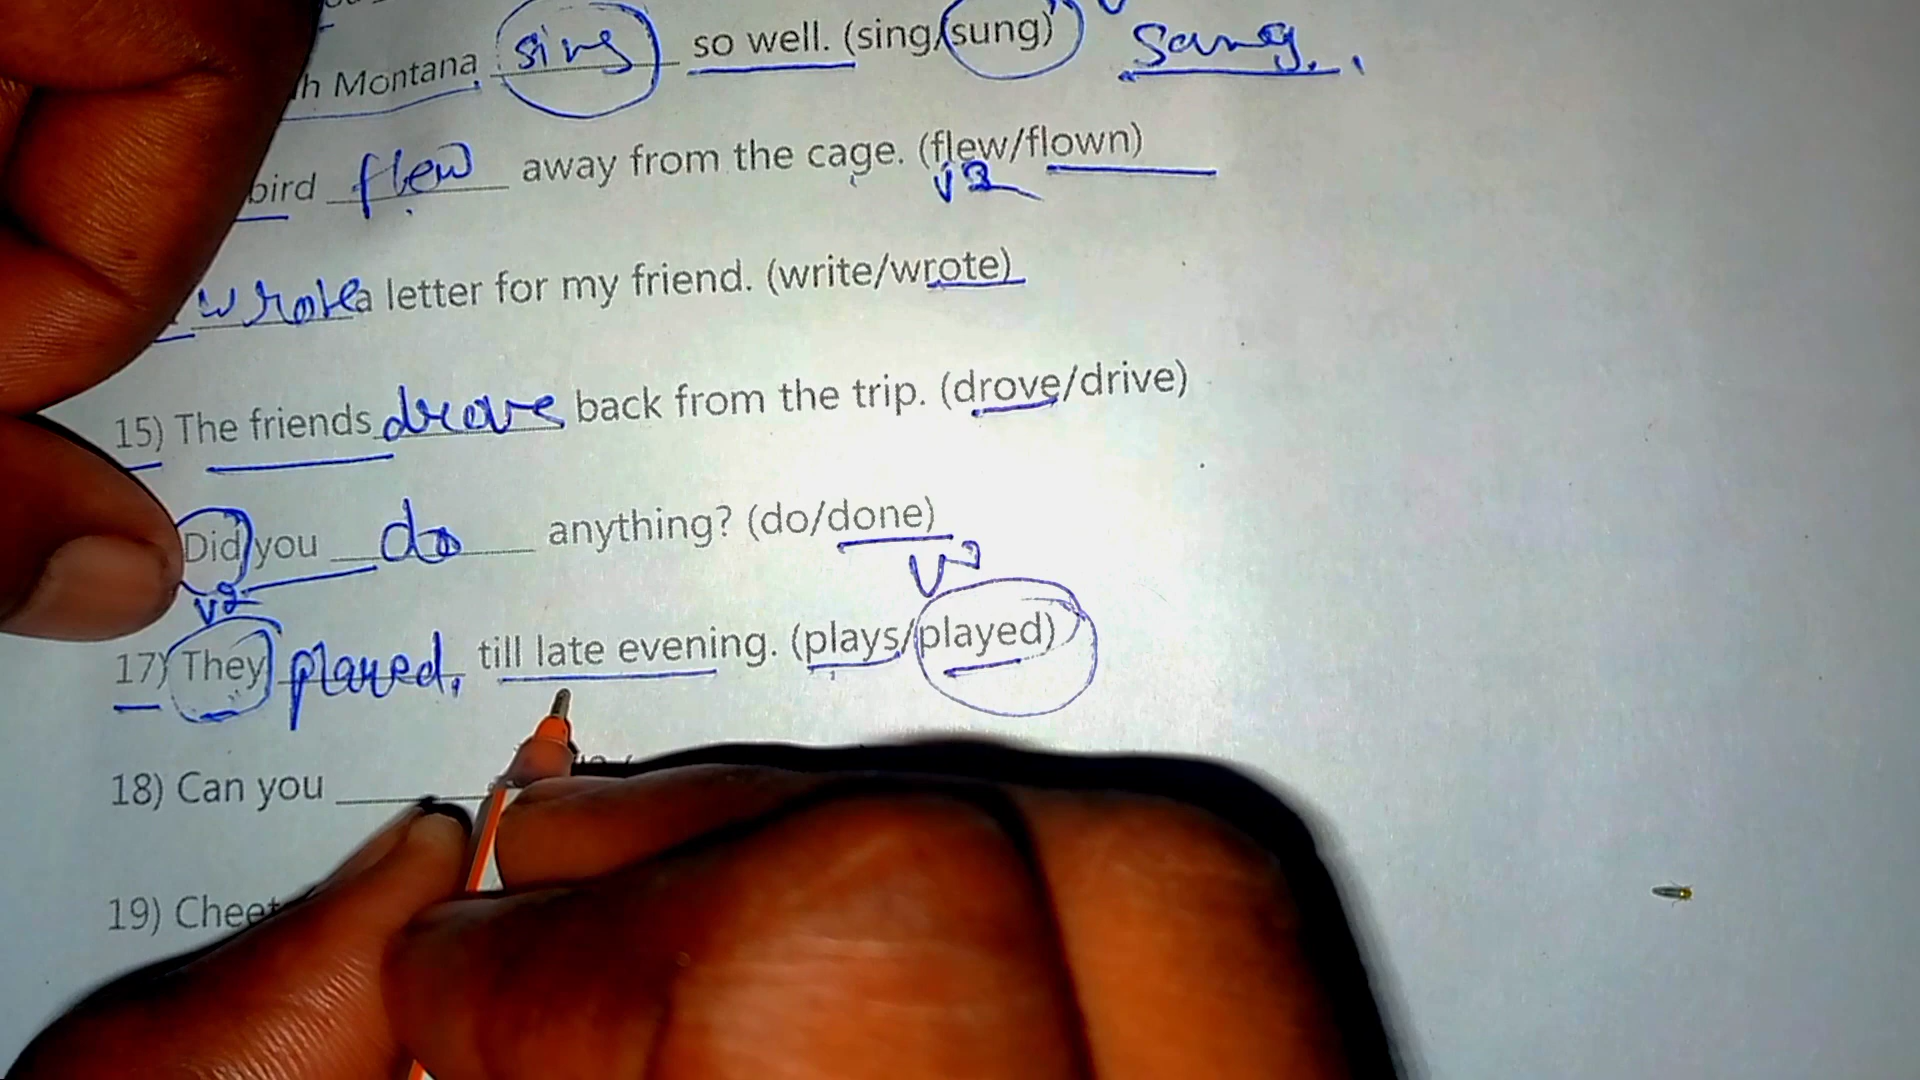 h Montana sing so well. (sing/sung) sang.
bird flew away from the cage. (flew/flown)
v2
wrote a letter for my friend. (write/wrote)
15) The friends drove back from the trip. (drove/drive)
Did you do anything? (do/done)
v2 v3
17) They played, till late evening. (plays/played)
18) Can you
19) Cheet